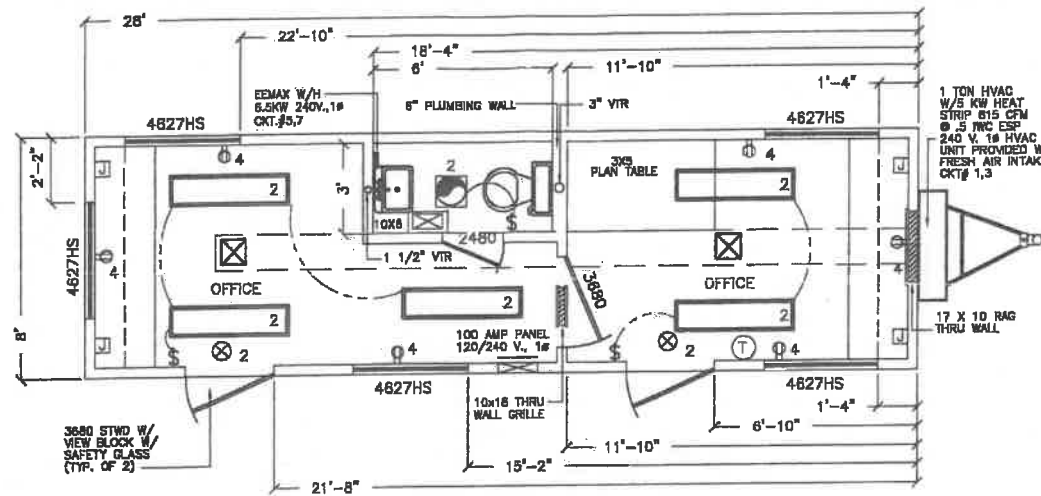 28'
22'-10"
18'-4"
6'
11'-10"
1'-4"
EEMAX W/H
6.5KW 240V.,1ø
CKT.#5,7
6" PLUMBING WALL
3" VTR
1 TON HVAC
W/5 KW HEAT
STRIP 615 CFM
@ .5 IWC ESP
240 V. 1ø HVAC
UNIT PROVIDED W
FRESH AIR INTAK
CKT# 1,3
4627HS
4627HS
2'-2"
J
4
2
3'
2
3X5
PLAN TABLE
4
2
J
10X6
$
2480
4627HS
4
1 1/2" VTR
3680
4
OFFICE
OFFICE
8'
2
2
2
100 AMP PANEL
120/240 V., 1ø
17 X 10 RAG
THRU WALL
J
$
2
4
$
2
T
4
J
4627HS
4627HS
10x16 THRU
WALL GRILLE
1'-4"
6'-10"
3680 STWD W/
VIEW BLOCK W/
SAFETY GLASS
(TYP. OF 2)
11'-10"
15'-2"
21'-8"